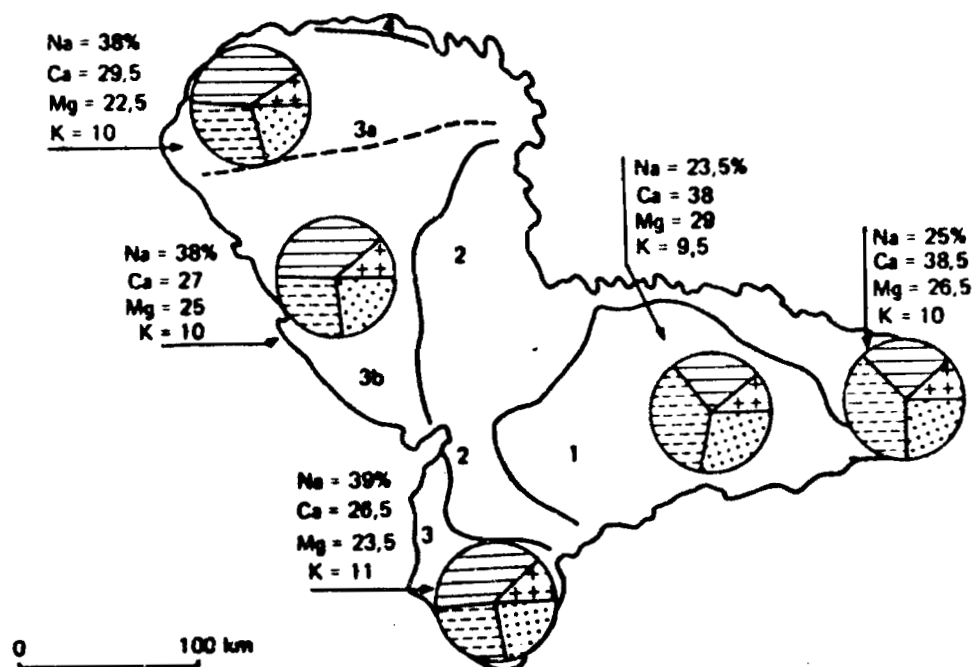 Na = 38%
Ca = 29,5
Mg = 22,5
K = 10
4
3a
Na = 23,5%
Ca = 38
Mg = 29
K = 9,5
Na = 25%
Ca = 38,5
Mg = 26,5
K = 10
2
Na = 38%
Ca = 27
Mg = 25
K = 10
3b
2
1
Na = 39%
Ca = 26,5
Mg = 23,5
K = 11
3
0 100 km